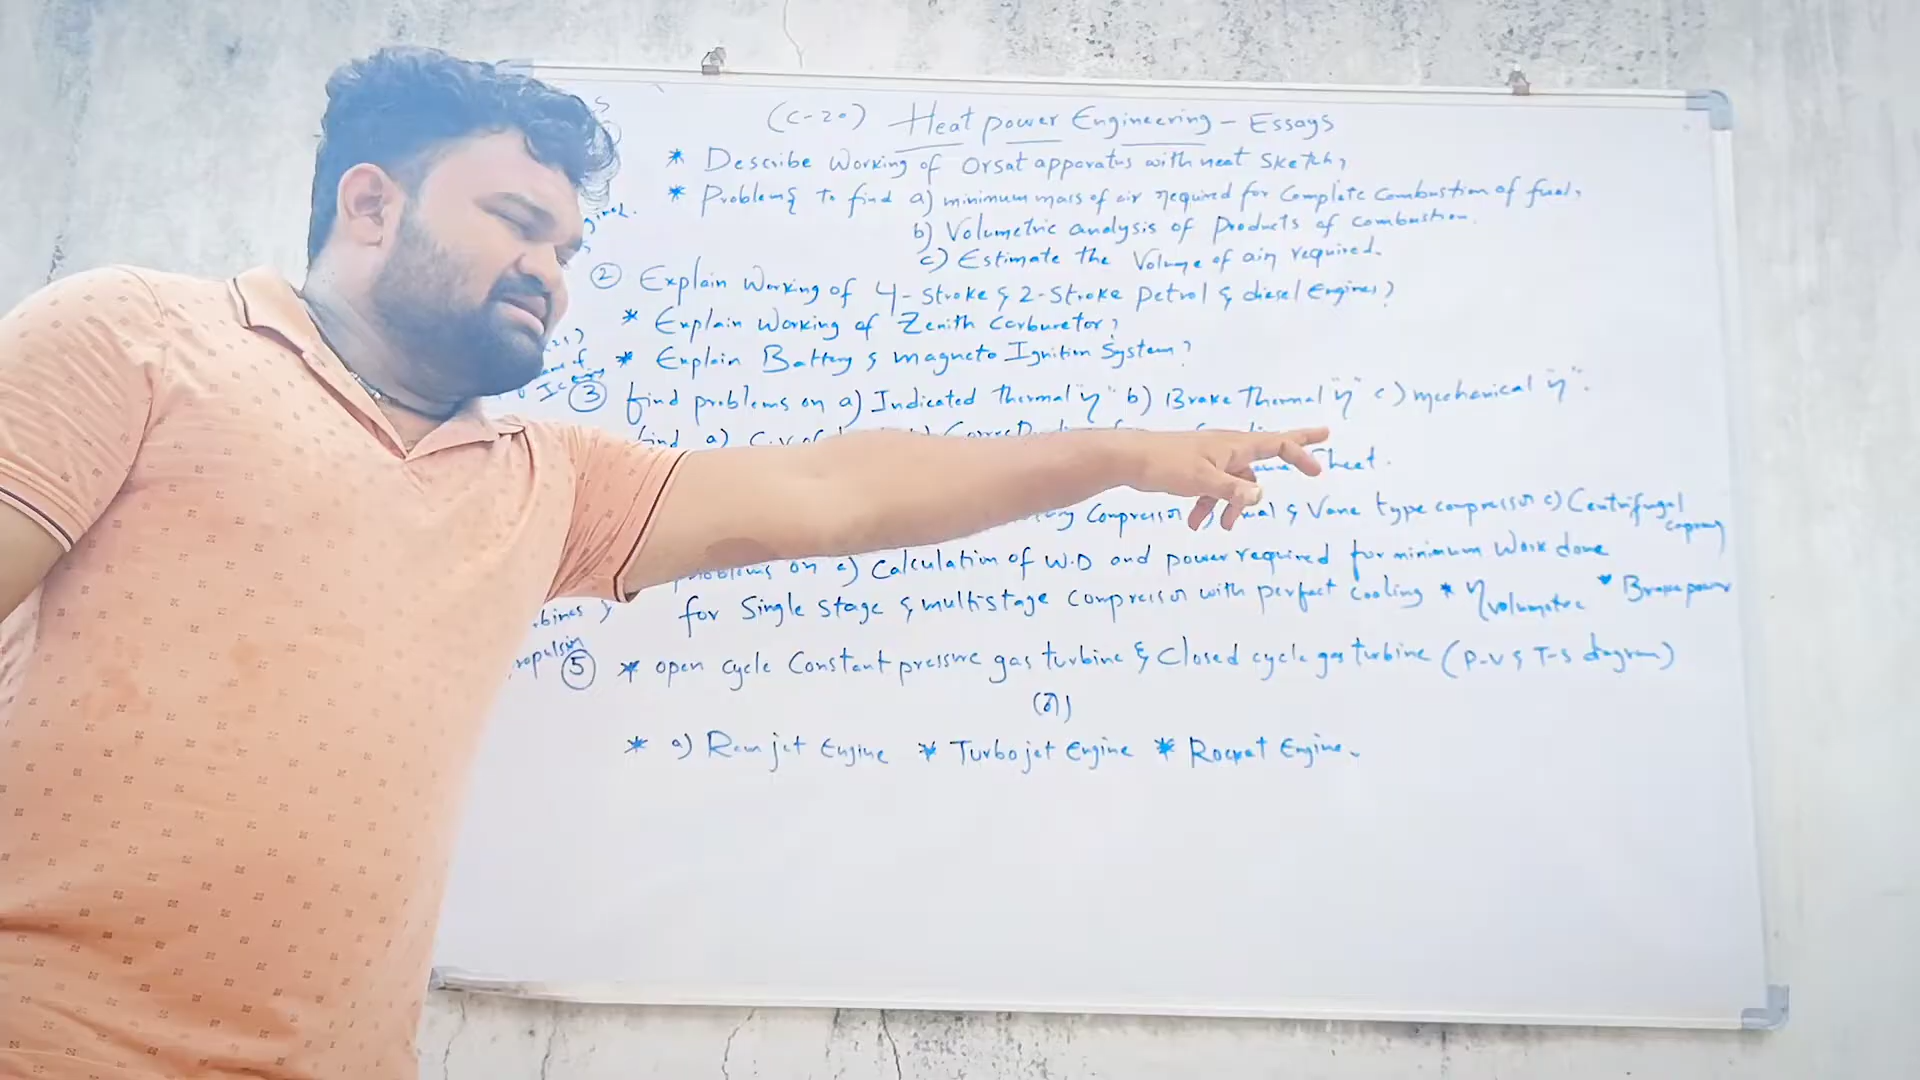 (C-20) Heat power Engineering - Essays
* Describe Working of Orsat apparatus with neat Sketch,
* Problems to find a) minimum mass of air required for Complete Combustion of fuel,
b) Volumetric analysis of Products of Combustion.
c) Estimate the Volume of air required.
② Explain Working of 4-Stroke & 2-Stroke petrol & diesel Engines?
* Explain Working of Zenith Carburetor?
* Explain Battery & magneto Ignition System?
③ find problems on a) Indicated Thermal "η" b) Brake Thermal "η" c) mechanical "η".
find a) C.V of
Sheet.
Compressor & Vane type compressor c) Centrifugal
problems on a) Calculation of W.D and power required for minimum Work done
for Single Stage & multistage compressor with perfect cooling * η volumetric * Brake power
⑤ * open cycle Constant pressure gas turbine & Closed cycle gas turbine (P-V & T-S diagram)
* a) Ram jet Engine * Turbojet Engine * Rocket Engine.